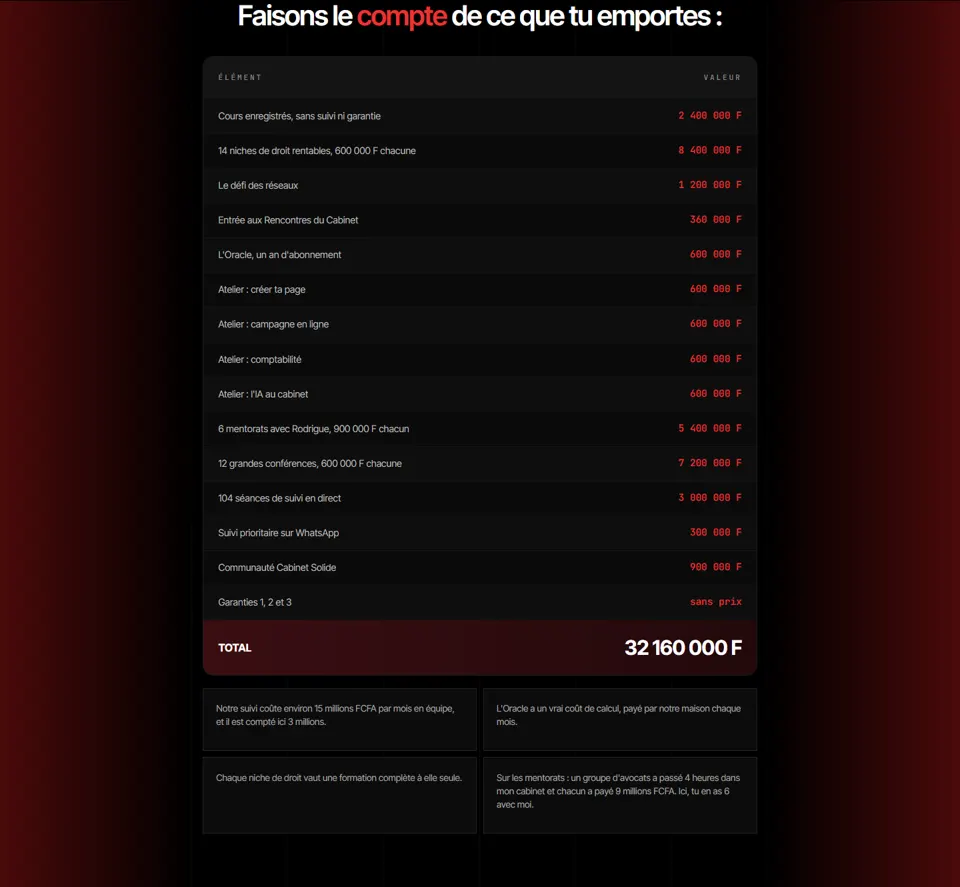 Faisons le compte de ce que tu emportes :
ÉLÉMENT VALEUR
Cours enregistrés, sans suivi ni garantie 2 400 000 F
14 niches de droit rentables, 600 000 F chacune 8 400 000 F
Le défi des réseaux 1 200 000 F
Entrée aux Rencontres du Cabinet 360 000 F
L'Oracle, un an d'abonnement 600 000 F
Atelier : créer ta page 600 000 F
Atelier : campagne en ligne 600 000 F
Atelier : comptabilité 600 000 F
Atelier : l'IA au cabinet 600 000 F
6 mentorats avec Rodrigue, 900 000 F chacun 5 400 000 F
12 grandes conférences, 600 000 F chacune 7 200 000 F
104 séances de suivi en direct 3 000 000 F
Suivi prioritaire sur WhatsApp 300 000 F
Communauté Cabinet Solide 900 000 F
Garanties 1, 2 et 3 sans prix
TOTAL 32 160 000 F
Notre suivi coûte environ 15 millions FCFA par mois en équipe,
et il est compté ici 3 millions.
L'Oracle a un vrai coût de calcul, payé par notre maison chaque
mois.
Chaque niche de droit vaut une formation complète à elle seule.
Sur les mentorats : un groupe d'avocats a passé 4 heures dans
mon cabinet et chacun a payé 9 millions FCFA. Ici, tu en as 6
avec moi.